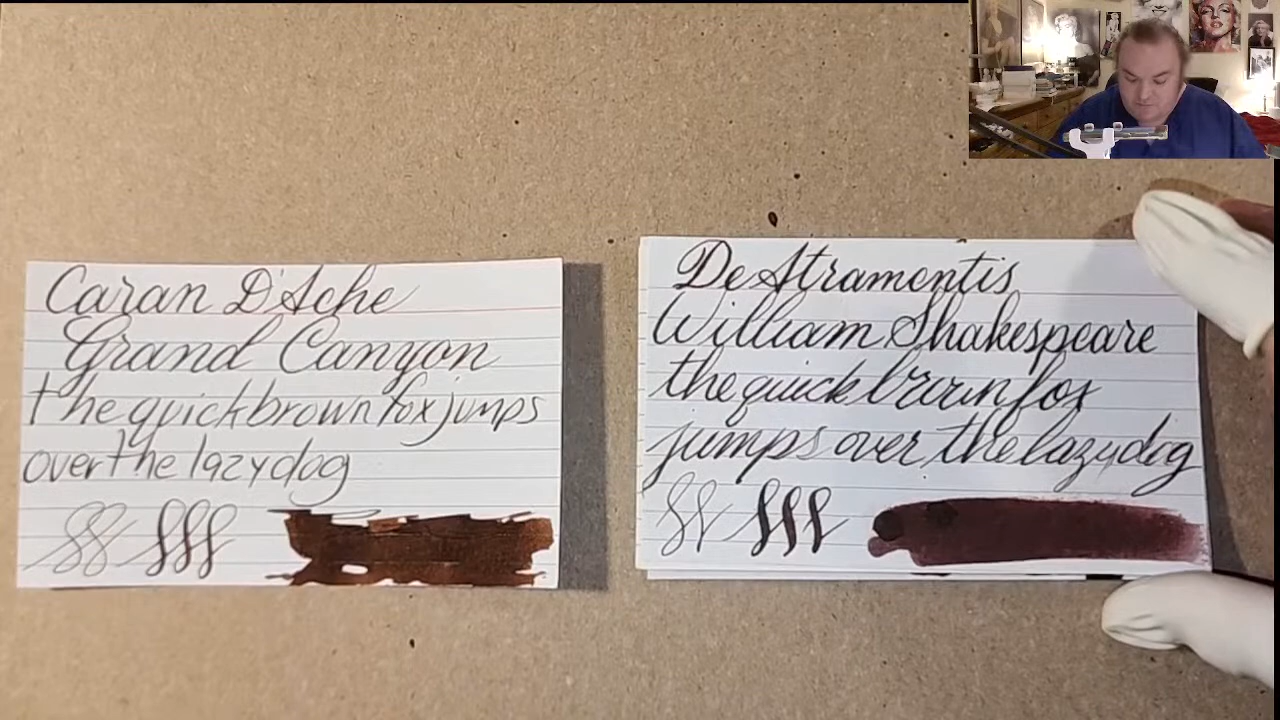 Caran D'Ache
Grand Canyon
the quick brown fox jumps
over the lazy dog
De Atramentis
William Shakespeare
the quick brown fox
jumps over the lazy dog